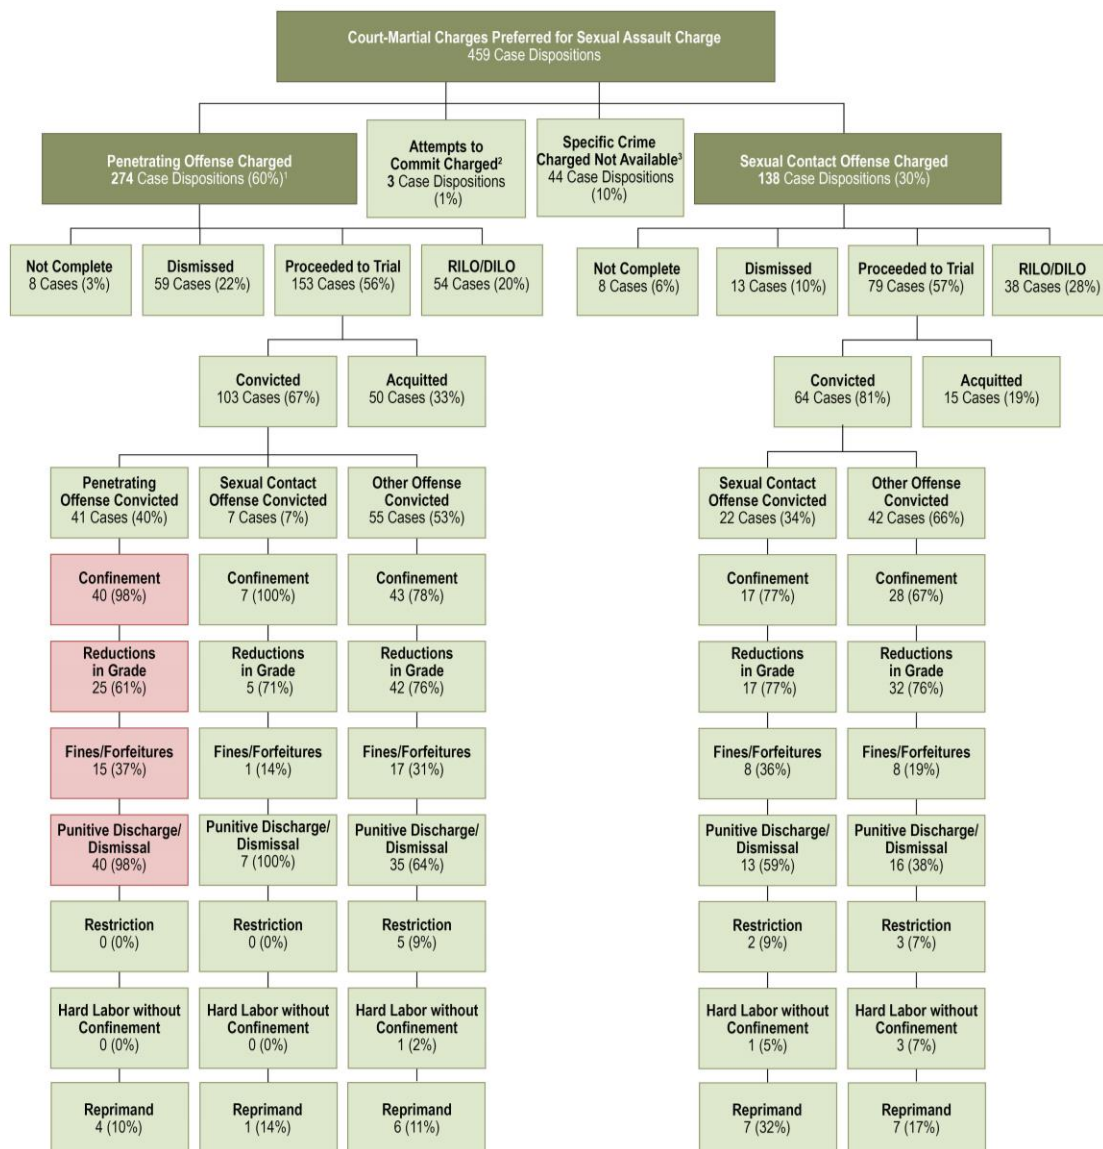 Court-Martial Charges Preferred for Sexual Assault Charge
459 Case Dispositions
Penetrating Offense Charged
274 Case Dispositions (60%)¹
Attempts to
Commit Charged²
3 Case Dispositions
(1%)
Specific Crime
Charged Not Available³
44 Case Dispositions
(10%)
Sexual Contact Offense Charged
138 Case Dispositions (30%)
Not Complete
8 Cases (3%)
Dismissed
59 Cases (22%)
Proceeded to Trial
153 Cases (56%)
RILO/DILO
54 Cases (20%)
Not Complete
8 Cases (6%)
Dismissed
13 Cases (10%)
Proceeded to Trial
79 Cases (57%)
RILO/DILO
38 Cases (28%)
Convicted
103 Cases (67%)
Acquitted
50 Cases (33%)
Convicted
64 Cases (81%)
Acquitted
15 Cases (19%)
Penetrating
Offense Convicted
41 Cases (40%)
Sexual Contact
Offense Convicted
7 Cases (7%)
Other Offense
Convicted
55 Cases (53%)
Sexual Contact
Offense Convicted
22 Cases (34%)
Other Offense
Convicted
42 Cases (66%)
Confinement
40 (98%)
Confinement
7 (100%)
Confinement
43 (78%)
Confinement
17 (77%)
Confinement
28 (67%)
Reductions
in Grade
25 (61%)
Reductions
in Grade
5 (71%)
Reductions
in Grade
42 (76%)
Reductions
in Grade
17 (77%)
Reductions
in Grade
32 (76%)
Fines/Forfeitures
15 (37%)
Fines/Forfeitures
1 (14%)
Fines/Forfeitures
17 (31%)
Fines/Forfeitures
8 (36%)
Fines/Forfeitures
8 (19%)
Punitive Discharge/
Dismissal
40 (98%)
Punitive Discharge/
Dismissal
7 (100%)
Punitive Discharge/
Dismissal
35 (64%)
Punitive Discharge/
Dismissal
13 (59%)
Punitive Discharge/
Dismissal
16 (38%)
Restriction
0 (0%)
Restriction
0 (0%)
Restriction
5 (9%)
Restriction
2 (9%)
Restriction
3 (7%)
Hard Labor without
Confinement
0 (0%)
Hard Labor without
Confinement
0 (0%)
Hard Labor without
Confinement
1 (2%)
Hard Labor without
Confinement
1 (5%)
Hard Labor without
Confinement
3 (7%)
Reprimand
4 (10%)
Reprimand
1 (14%)
Reprimand
6 (11%)
Reprimand
7 (32%)
Reprimand
7 (17%)